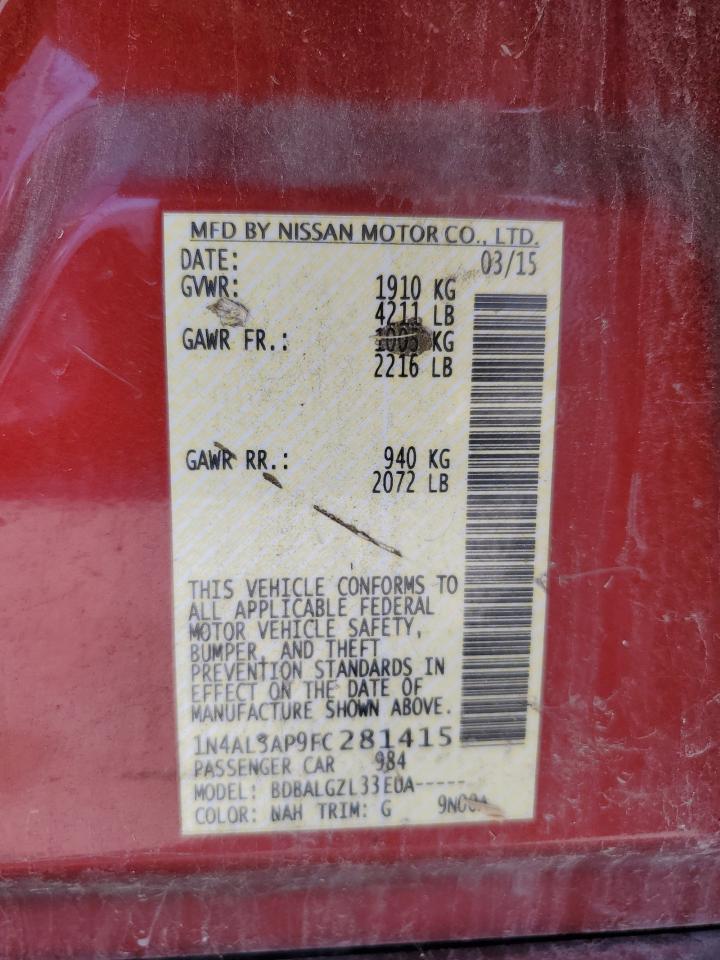 MFD BY NISSAN MOTOR CO., LTD.
DATE: 03/15
GVWR: 1910 KG
4211 LB
GAWR FR.: 1005 KG
2216 LB
GAWR RR.: 940 KG
2072 LB
THIS VEHICLE CONFORMS TO
ALL APPLICABLE FEDERAL
MOTOR VEHICLE SAFETY,
BUMPER, AND THEFT
PREVENTION STANDARDS IN
EFFECT ON THE DATE OF
MANUFACTURE SHOWN ABOVE.
1N4AL3AP9FC281415
PASSENGER CAR 984
MODEL: BDBALGZL33EUA-----
COLOR: NAH TRIM: G